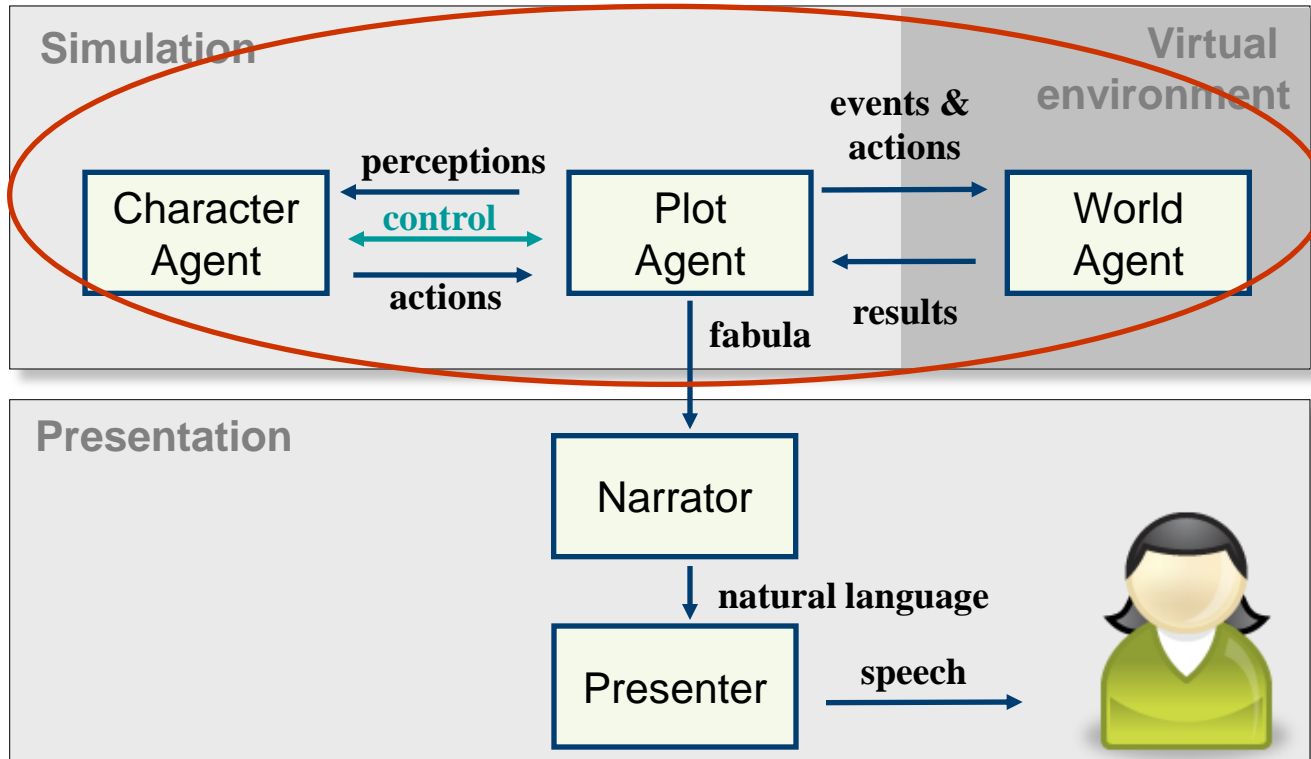 Simulation
Virtual
environment
events &
actions
perceptions
Character
Agent
control
Plot
Agent
World
Agent
actions
results
fabula
Presentation
Narrator
natural language
Presenter
speech